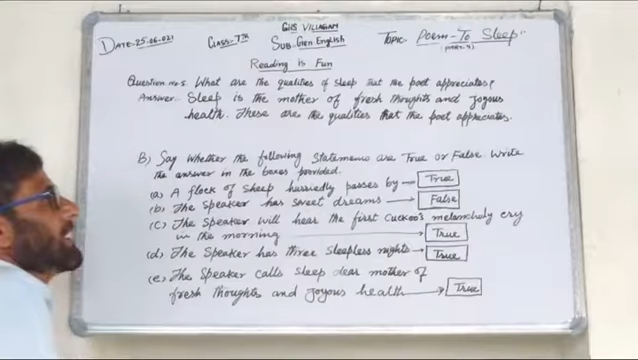 GHS VILLAGAM
DATE-25-06-021 CLASS-7TH SUB: Gen English TOPIC Poem-To Sleep"
(PART-4)
Reading is Fun
Question no 5. What are the qualities of sleep that the poet appreciates?
Answer. Sleep is the mother of fresh thoughts and joyous
health. These are the qualities that the poet appreciates.
B) Say whether the following statements are True or False. Write
the answer in the boxes provided.
(a) A flock of sheep hurriedly passes by True
(b) The speaker has sweet dreams False
(c) The speaker will hear the first cuckoo's melancholy cry
in the morning True
(d) The speaker has three sleepless nights True
(e) The speaker calls sleep dear mother of
fresh thoughts and joyous health True